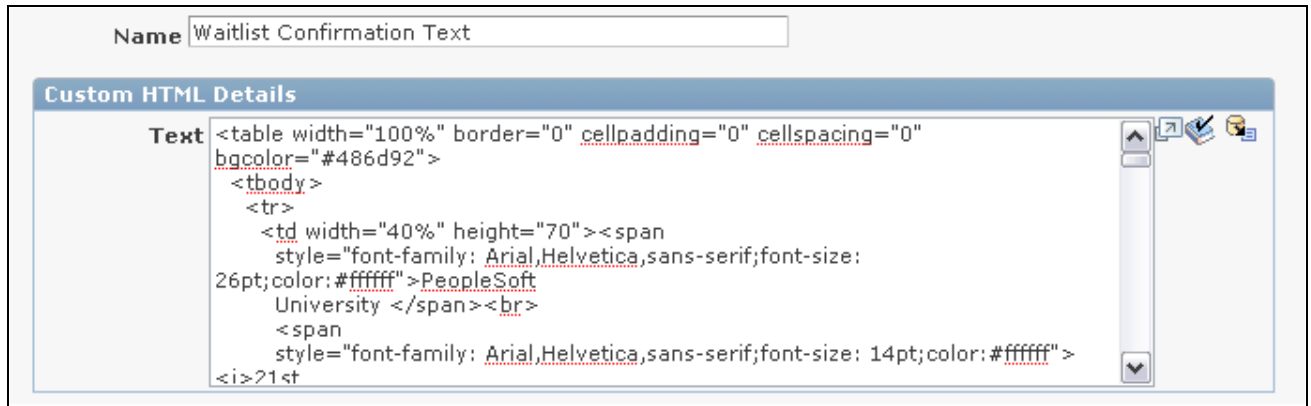 Name Waitlist Confirmation Text
Custom HTML Details
Text <table width="100%" border="0" cellpadding="0" cellspacing="0"
bgcolor="#486d92">
<tbody>
<tr>
<td width="40%" height="70"><span
style="font-family: Arial,Helvetica,sans-serif;font-size:
26pt;color:#ffffff">PeopleSoft
University </span><br>
<span
style="font-family: Arial,Helvetica,sans-serif;font-size: 14pt;color:#ffffff">
<i>21st